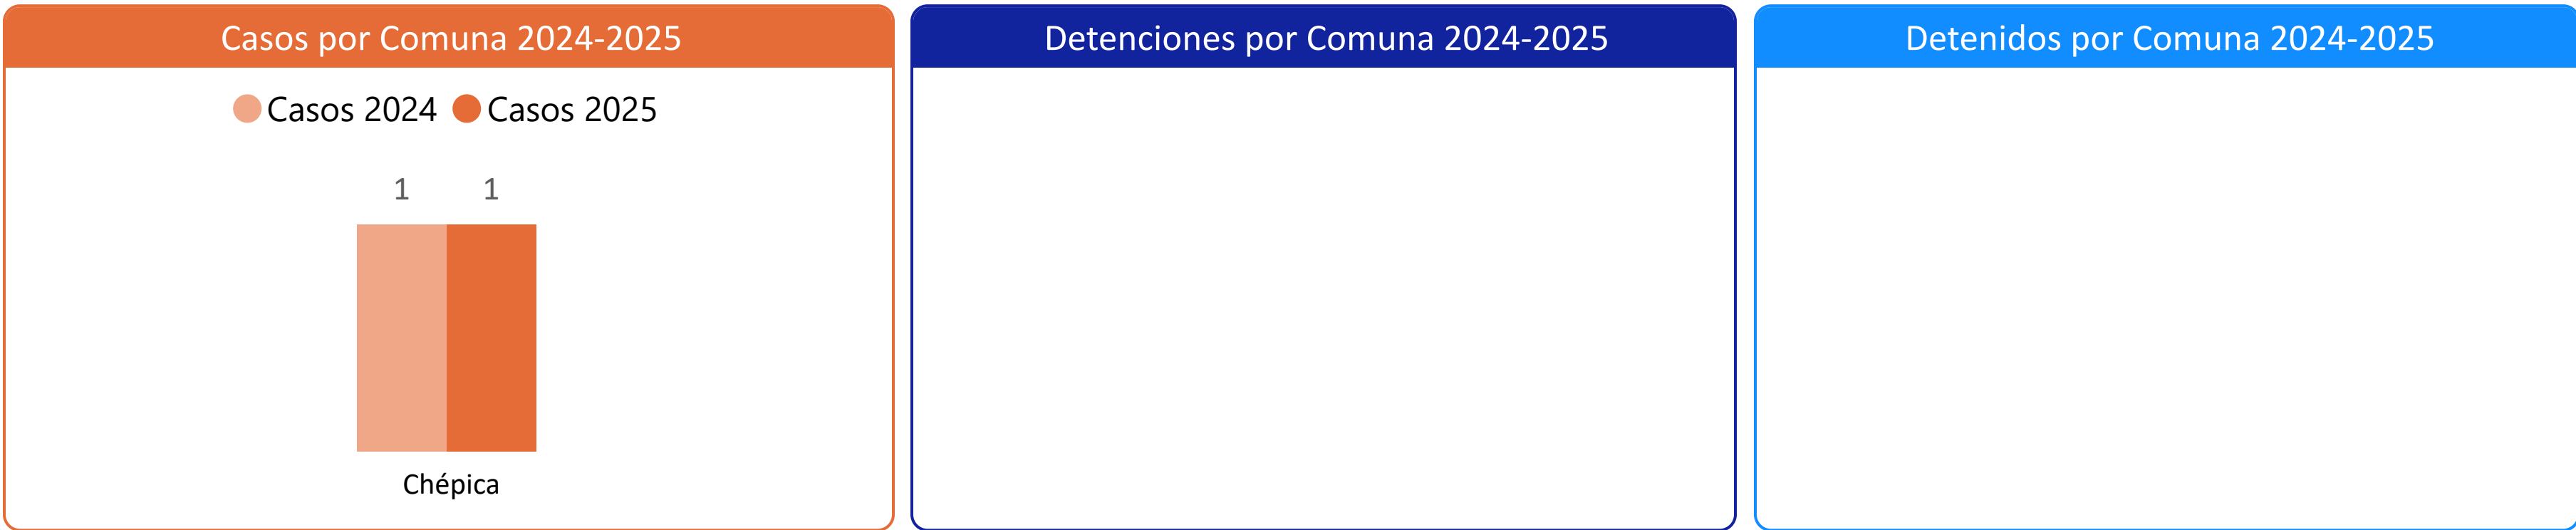 Casos por Comuna 2024-2025
Casos 2024 Casos 2025
1 1
Chépica
Detenciones por Comuna 2024-2025
Detenidos por Comuna 2024-2025